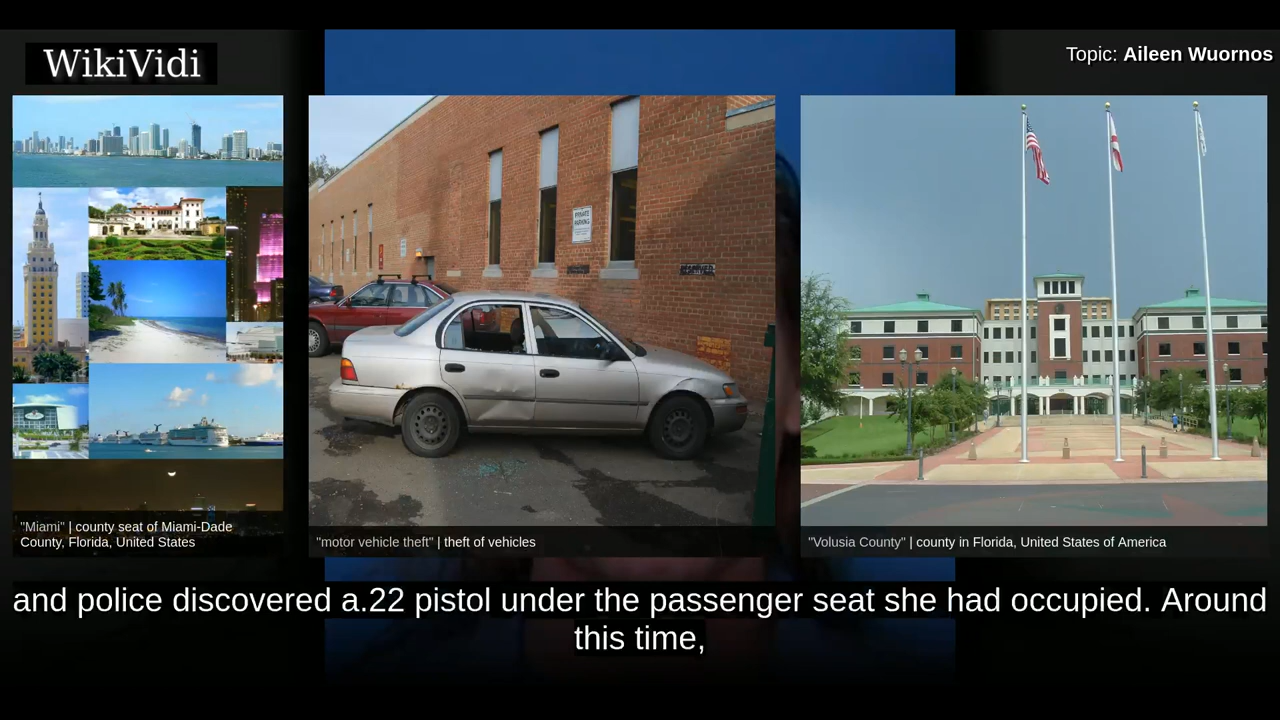 WikiVidi
Topic: Aileen Wuornos
PRIVATE
PARKING
"Miami" | county seat of Miami-Dade
County, Florida, United States
"motor vehicle theft" | theft of vehicles
"Volusia County" | county in Florida, United States of America
and police discovered a.22 pistol under the passenger seat she had occupied. Around
this time,